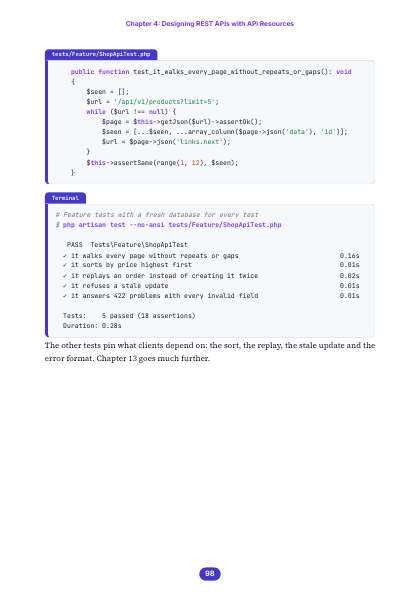 Chapter 4: Designing REST APIs with API Resources
tests/Feature/ShopApiTest.php
public function test_it_walks_every_page_without_repeats_or_gaps(): void
{
$seen = [];
$url = '/api/v1/products?limit=5';
while ($url !== null) {
$page = $this->getJson($url)->assertOk();
$seen = [...$seen, ...array_column($page->json('data'), 'id')];
$url = $page->json('links.next');
}
$this->assertSame(range(1, 12), $seen);
}
Terminal
# Feature tests with a fresh database for every test
$ php artisan test --no-ansi tests/Feature/ShopApiTest.php
PASS  Tests\Feature\ShopApiTest
✓ it walks every page without repeats or gaps 0.16s
✓ it sorts by price highest first 0.01s
✓ it replays an order instead of creating it twice 0.02s
✓ it refuses a stale update 0.01s
✓ it answers 422 problems with every invalid field 0.01s
Tests:    5 passed (18 assertions)
Duration: 0.28s
The other tests pin what clients depend on: the sort, the replay, the stale update and the
error format. Chapter 13 goes much further.
98